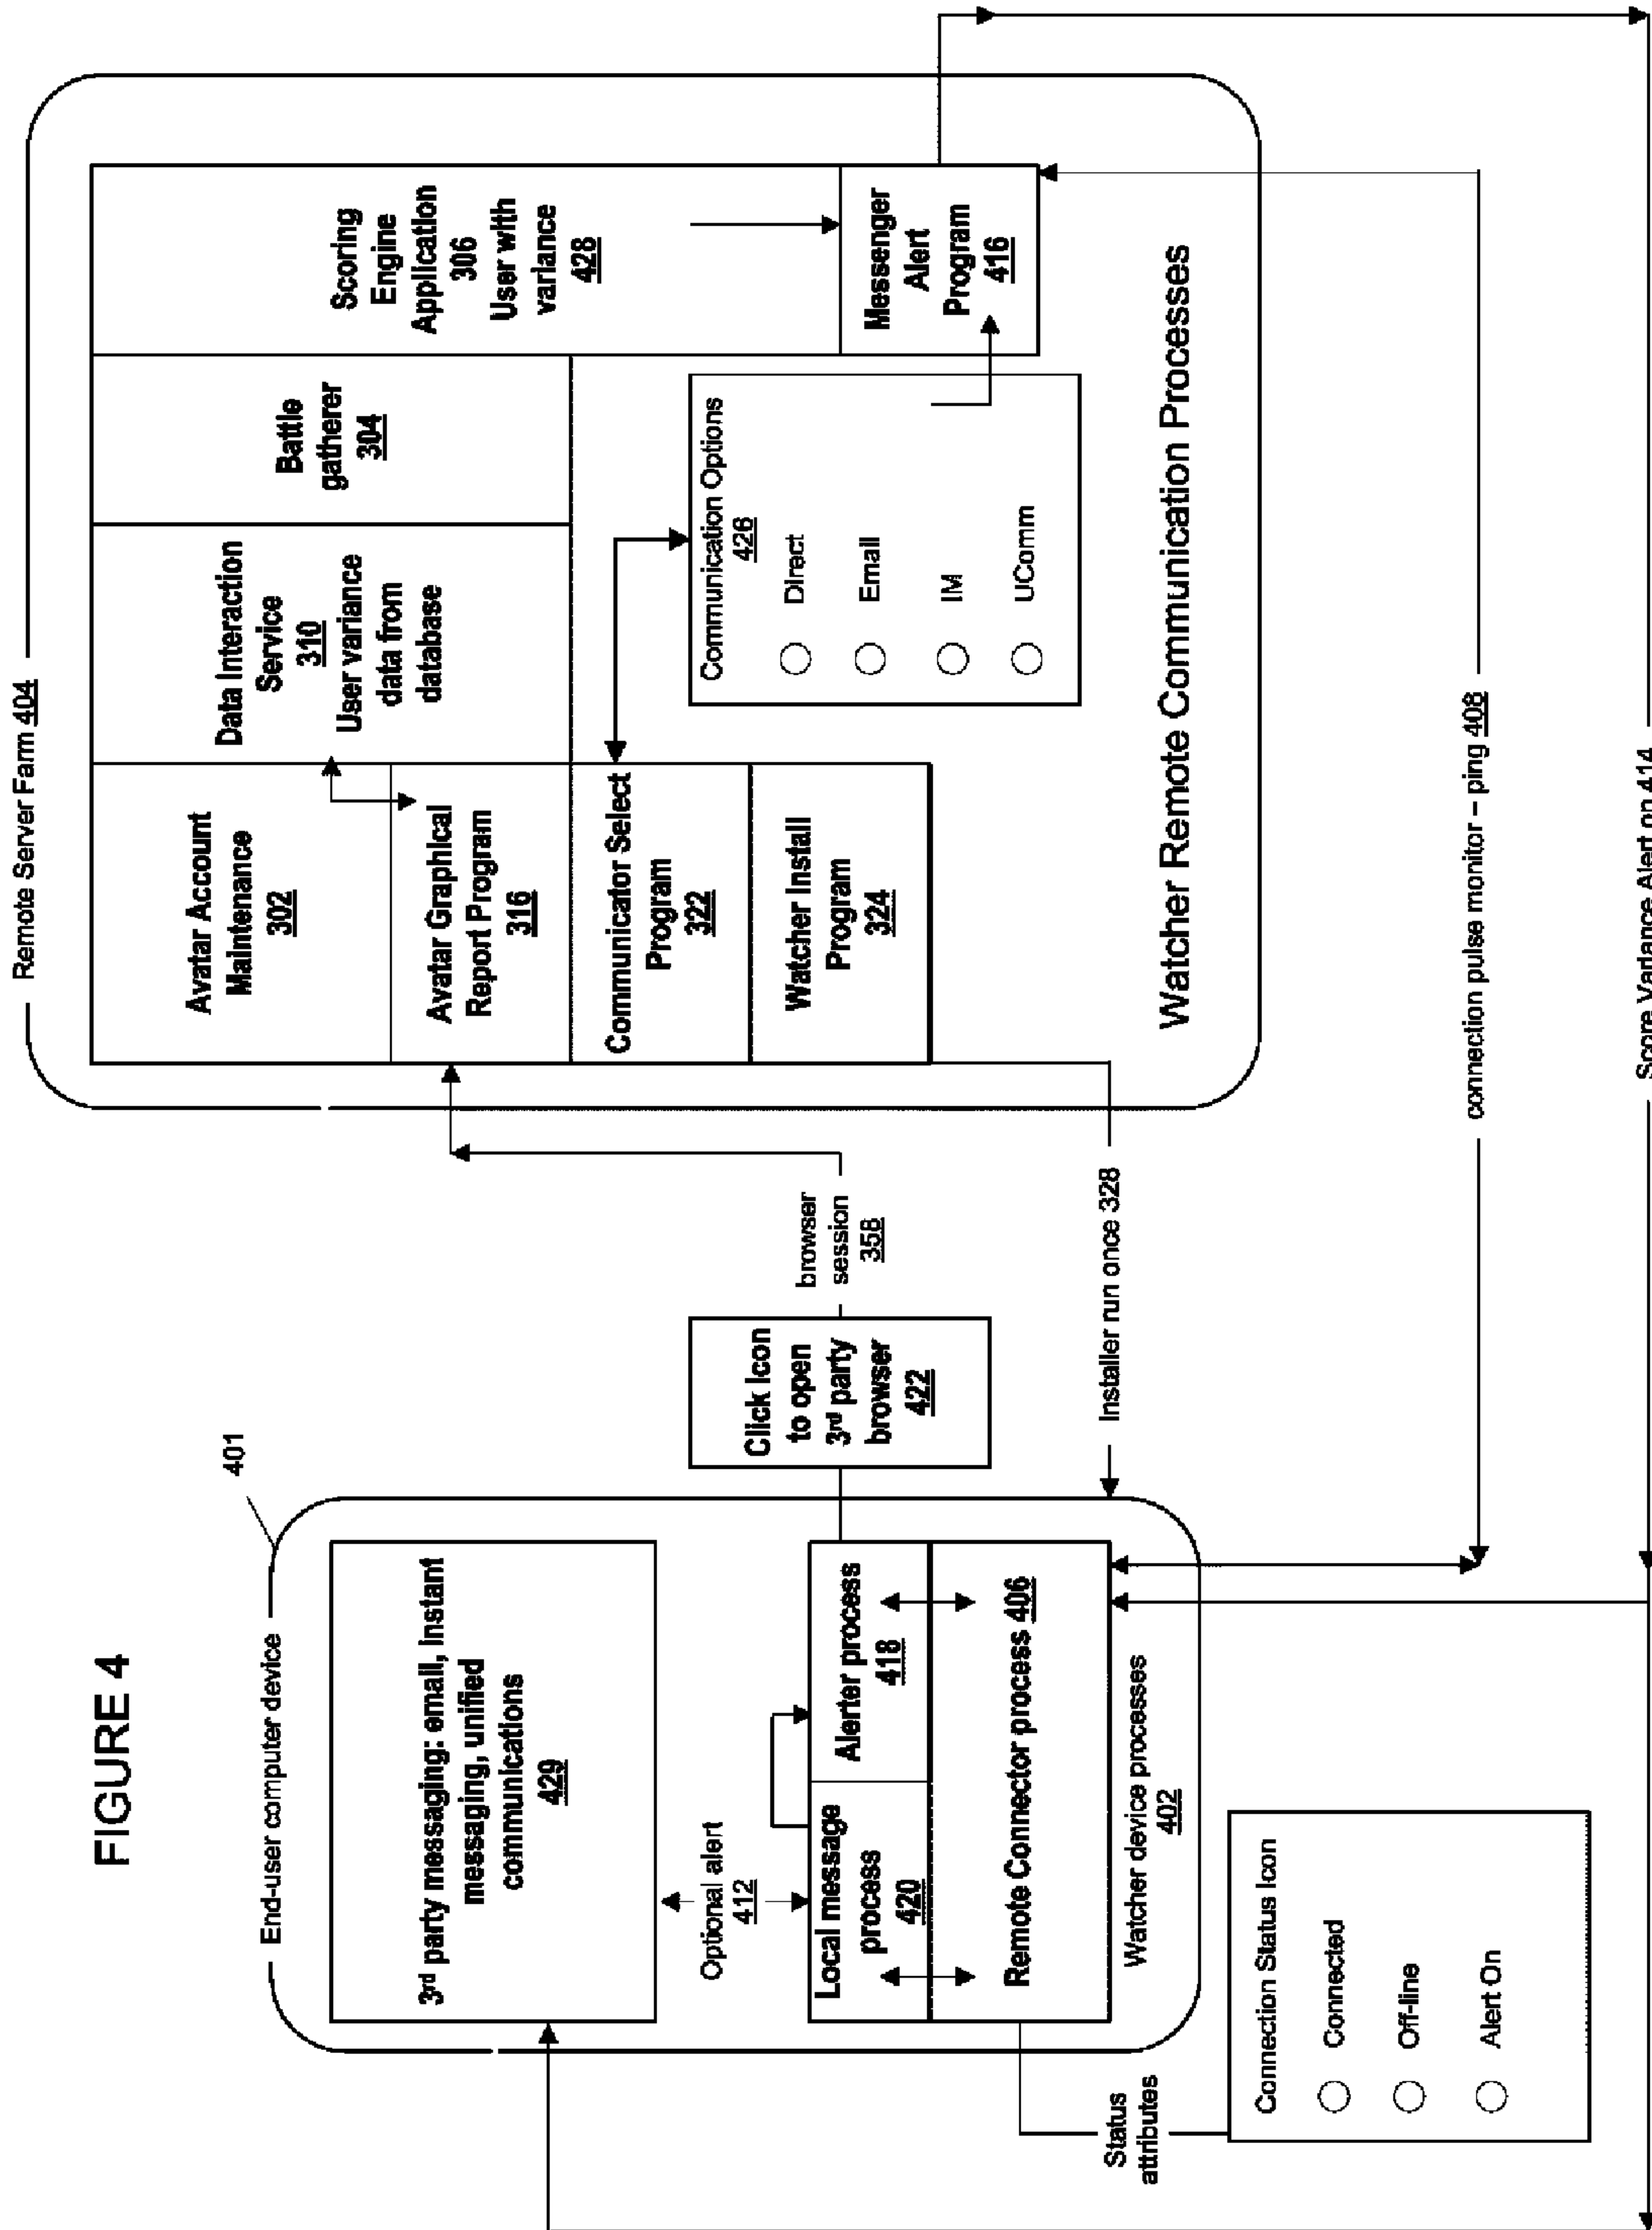 FIGURE 4
End-user computer device
401
3rd party messaging: email, instant
messaging, unified
communications
429
Optional alert
412
Local message
process
420
Alerter process
418
Remote Connector process 406
Watcher device processes
402
Status
attributes
Connection Status Icon
Connected
Off-line
Alert On
Click Icon
to open
3rd party
browser
422
browser
session
358
Installer run once 328
Remote Server Farm 404
Avatar Account
Maintenance
302
Avatar Graphical
Report Program
316
Communicator Select
Program
322
Watcher Install
Program
324
Data Interaction
Service
310
User variance
data from
database
Battle
gatherer
304
Scoring
Engine
Application
306
User with
variance
428
Messenger
Alert
Program
416
Communication Options
426
Direct
Email
IM
UComm
Watcher Remote Communication Processes
connection pulse monitor – ping 408
Score Variance Alert on 414